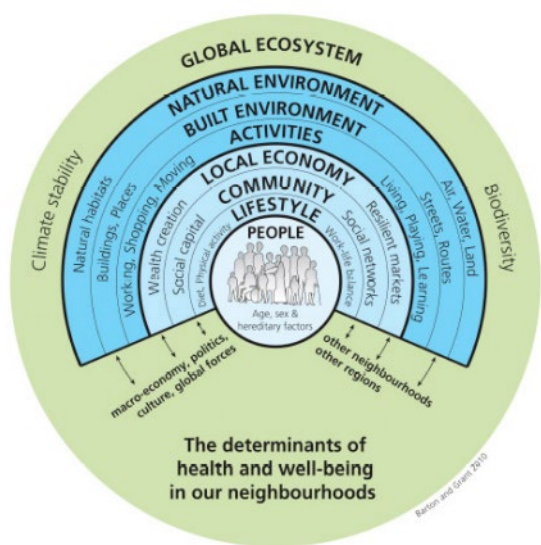 GLOBAL ECOSYSTEM
NATURAL ENVIRONMENT
BUILT ENVIRONMENT
ACTIVITIES
LOCAL ECONOMY
COMMUNITY
LIFESTYLE
PEOPLE
Age, sex &
hereditary factors
Climate stability
Natural habitats
Buildings, Places
Working, Shopping, Moving
Wealth creation
Social capital
Diet, Physical activity
Work-life balance
Social networks
Resilient markets
Living, Playing, Learning
Streets, Routes
Air, Water, Land
Biodiversity
macro-economy, politics,
culture, global forces
other neighbourhoods
other regions
The determinants of
health and well-being
in our neighbourhoods
Barton and Grant 2010